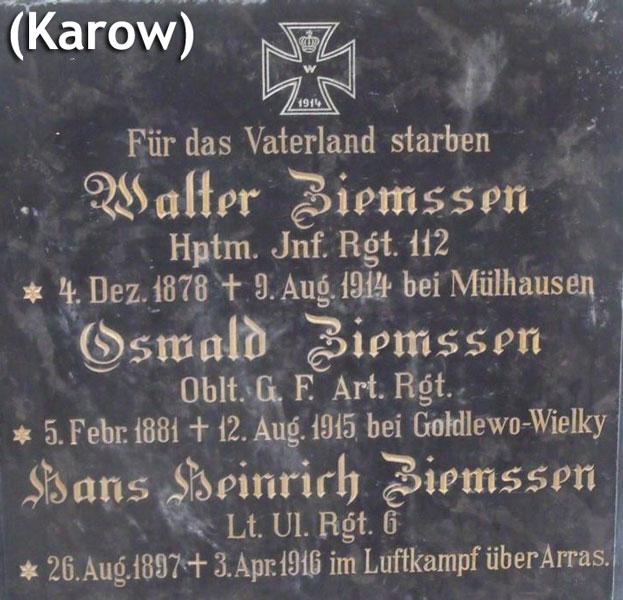 (Karow)
W
1914
Für das Vaterland starben
Walter Ziemssen
Hptm. Jnf. Rgt. 112
* 4. Dez. 1878 † 9. Aug. 1914 bei Mülhausen
Oswald Ziemssen
Oblt. G. F. Art. Rgt.
* 5. Febr. 1881 † 12. Aug. 1915 bei Gohdlewo-Wielky
Hans Heinrich Ziemssen
Lt. Ul. Rgt. 6
* 26. Aug. 1897 † 3. Apr. 1916 im Luftkampf über Arras.